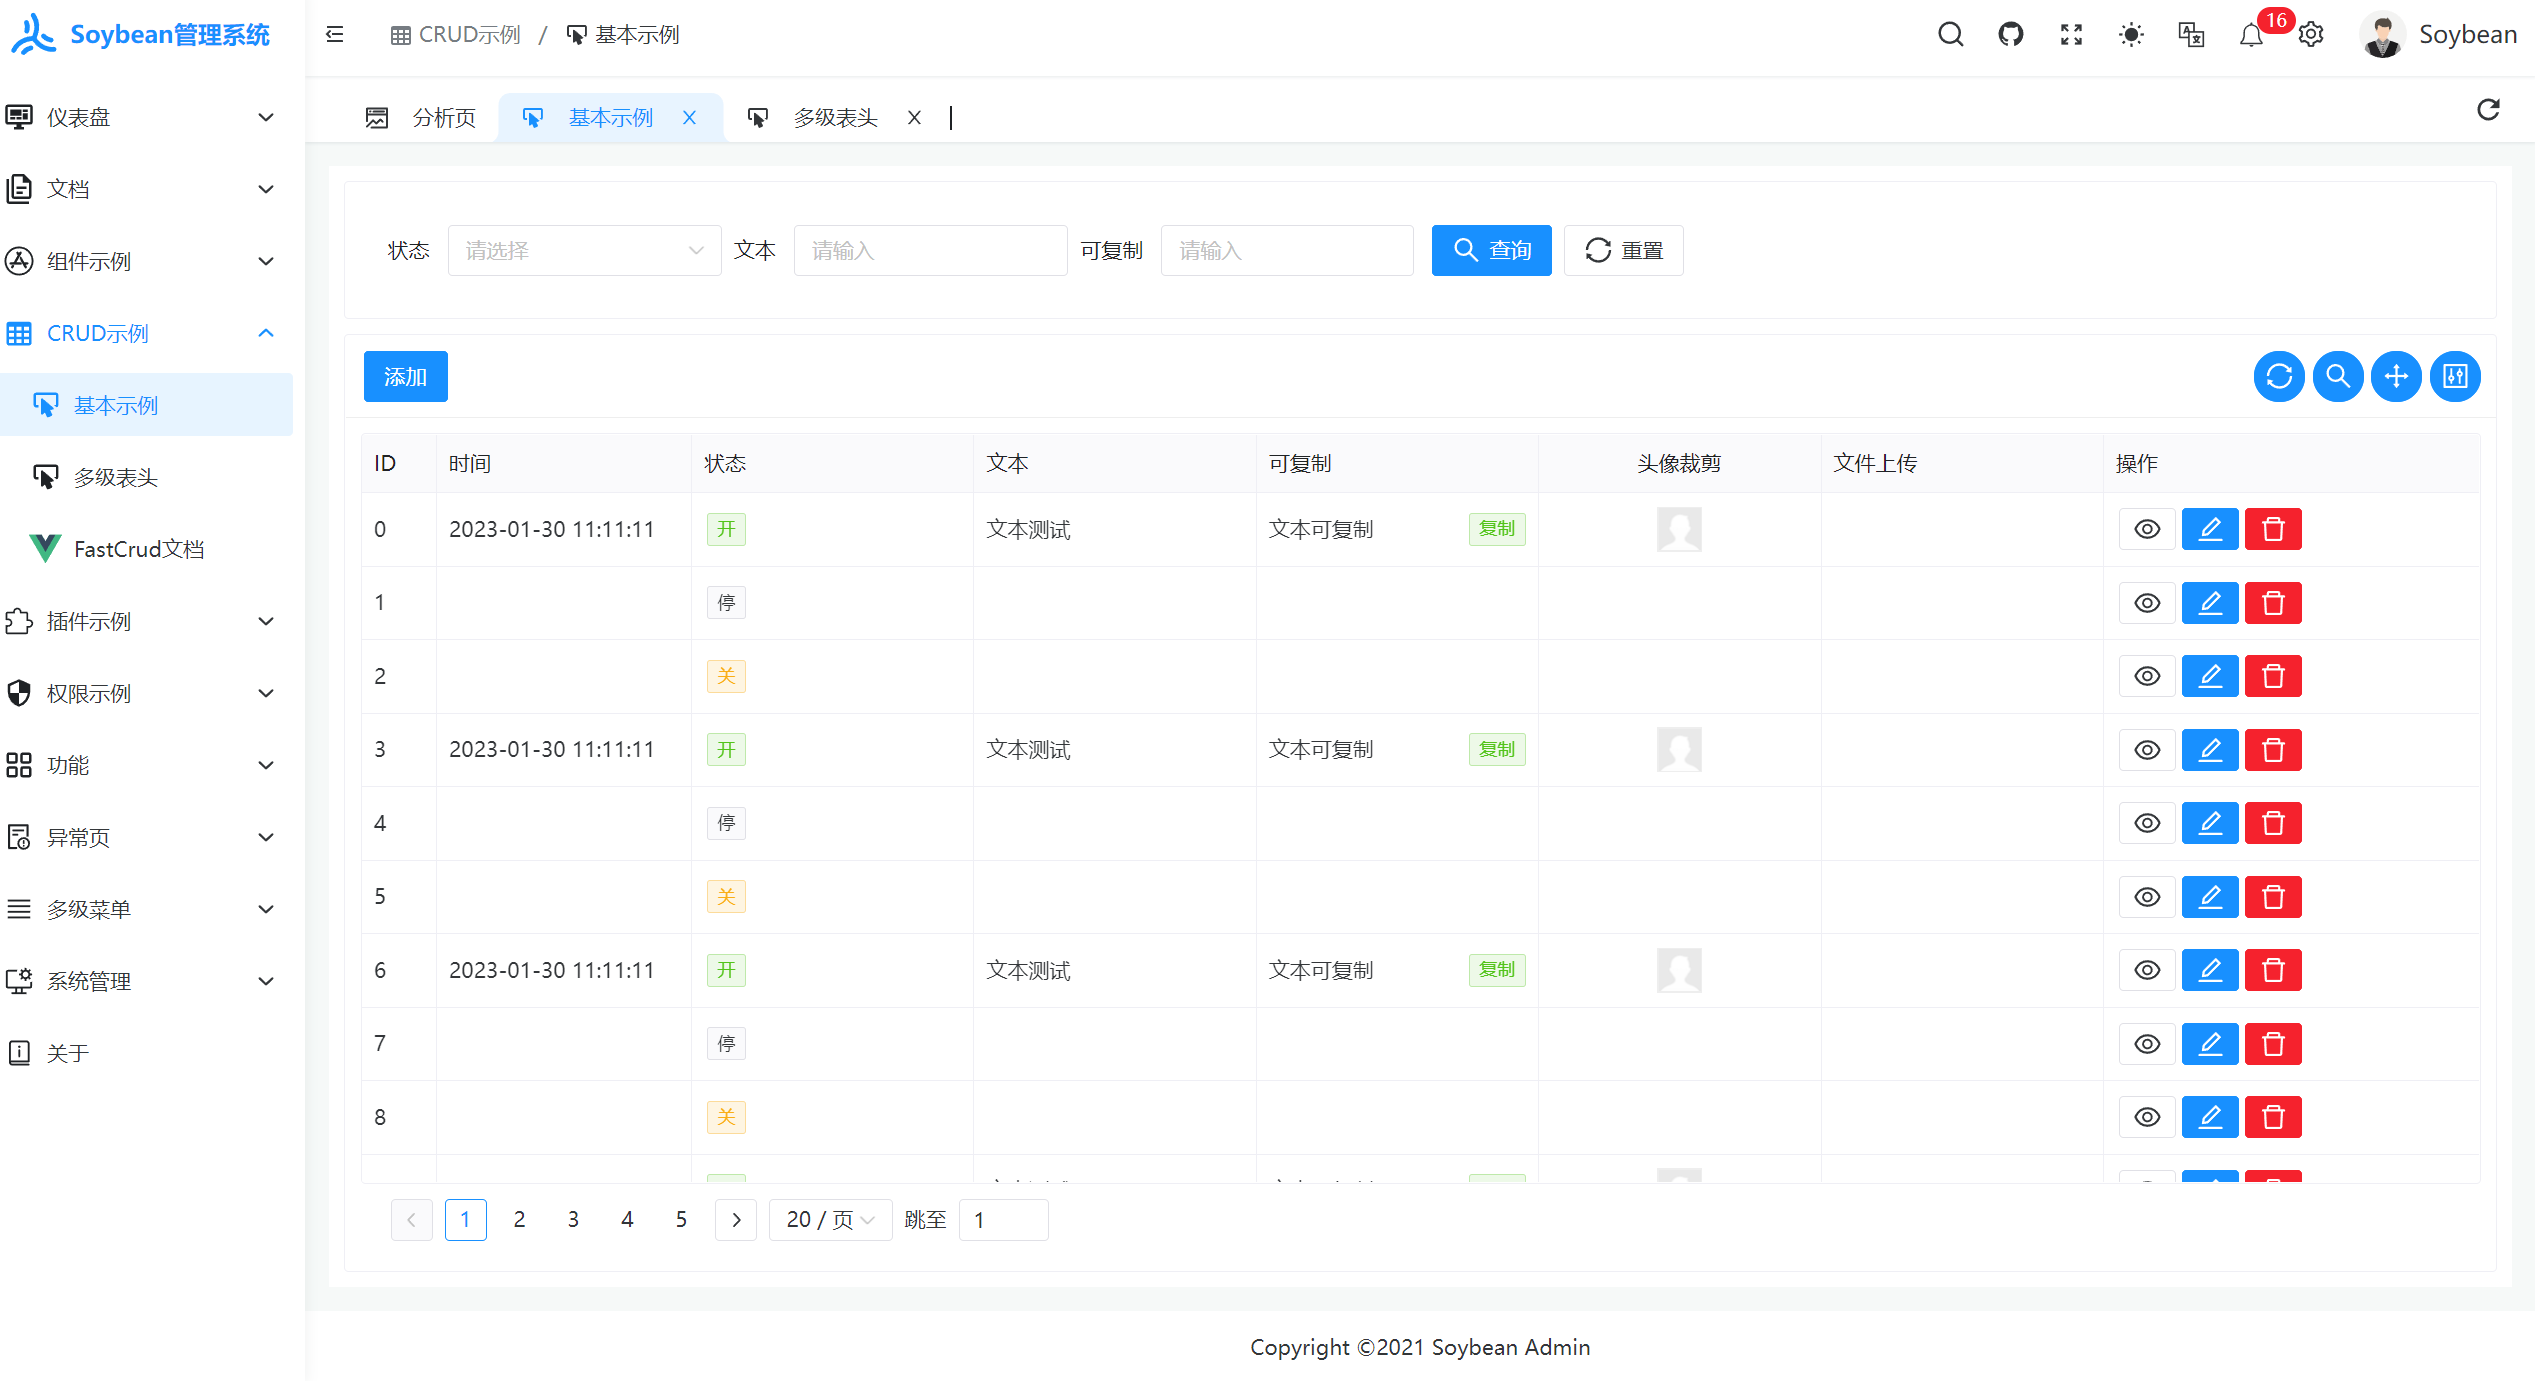 Soybean管理系统
CRUD示例 / 基本示例
16
Soybean
仪表盘
文档
组件示例
CRUD示例
基本示例
多级表头
FastCrud文档
插件示例
权限示例
功能
异常页
多级菜单
系统管理
关于
分析页 基本示例 多级表头
状态 请选择 文本 请输入 可复制 请输入 查询 重置
添加
ID 时间 状态 文本 可复制 头像裁剪 文件上传 操作
0 2023-01-30 11:11:11 开 文本测试 文本可复制 复制
1 停
2 关
3 2023-01-30 11:11:11 开 文本测试 文本可复制 复制
4 停
5 关
6 2023-01-30 11:11:11 开 文本测试 文本可复制 复制
7 停
8 关
1 2 3 4 5 20 / 页 跳至 1
Copyright ©2021 Soybean Admin